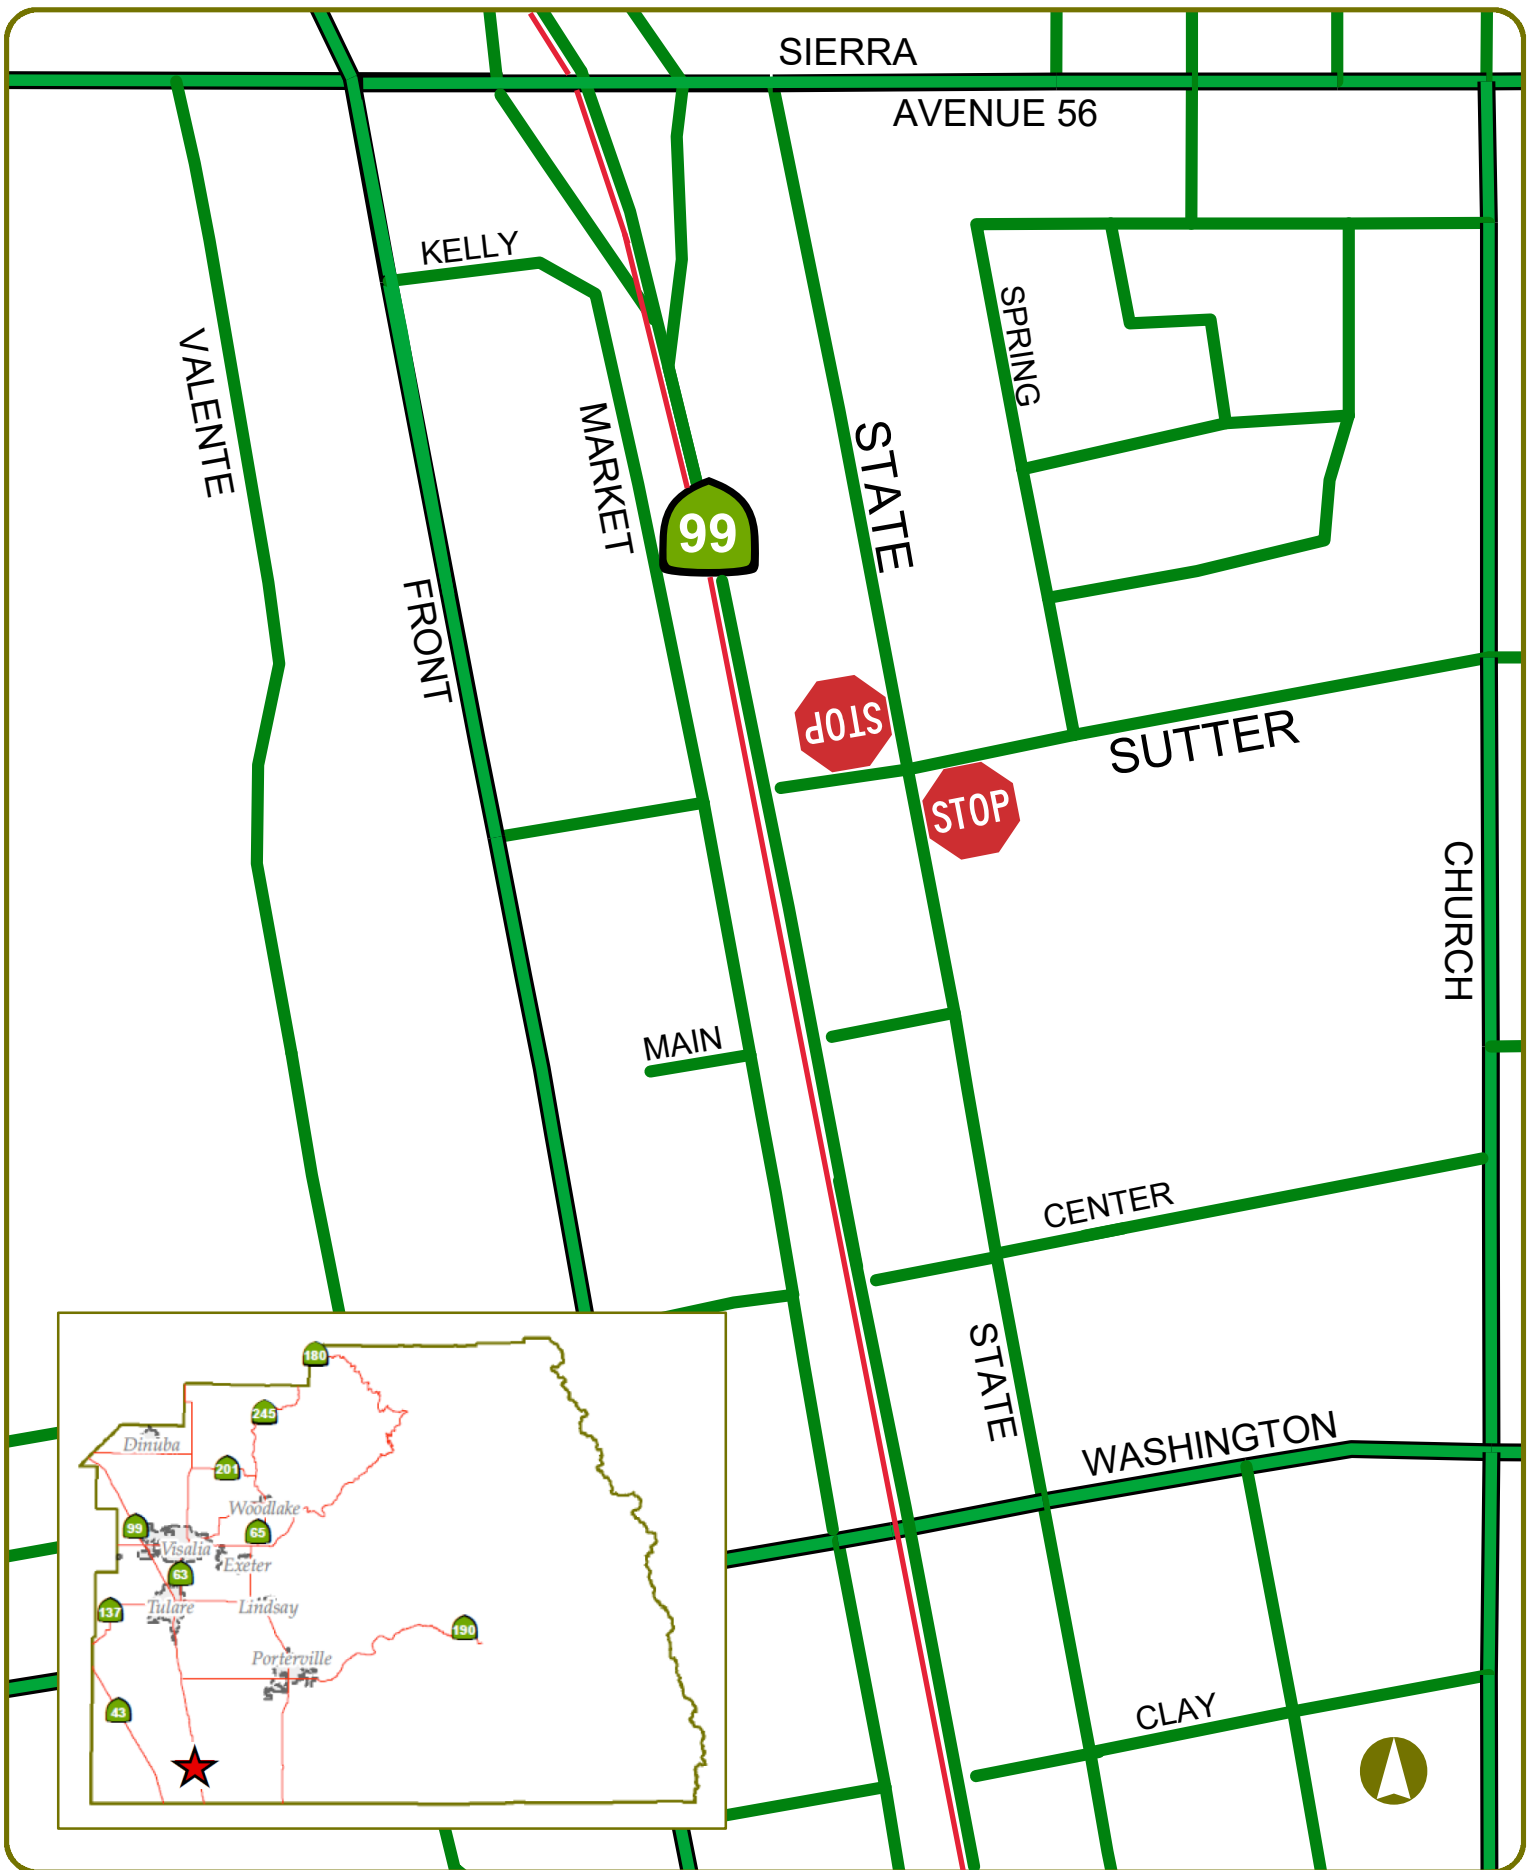 SIERRA
AVENUE 56
KELLY
SPRING
VALENTE
MARKET
STATE
99
FRONT
STOP
SUTTER
STOP
CHURCH
MAIN
CENTER
STATE
WASHINGTON
CLAY
180
245
Dinuba
201
Woodlake
99
65
Visalia
Exeter
63
137
Tulare
Lindsay
190
Porterville
43